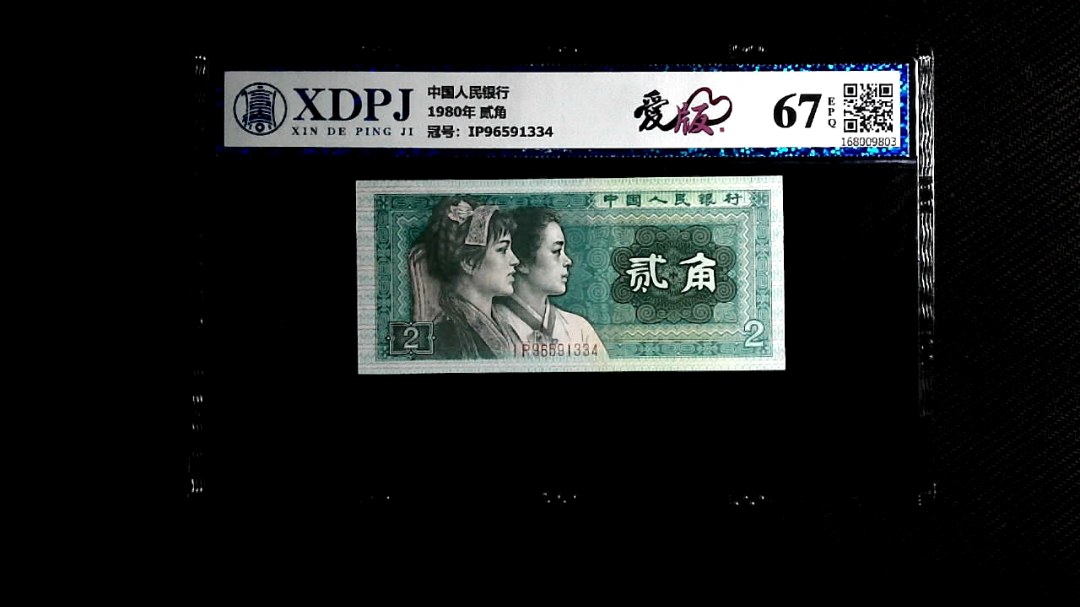 XDPJ
XIN DE PING JI
中国人民银行
1980年 贰角
冠号：IP96591334
爱版
67
EPQ
168009803
中国人民银行
贰角
2
2
IP96591334